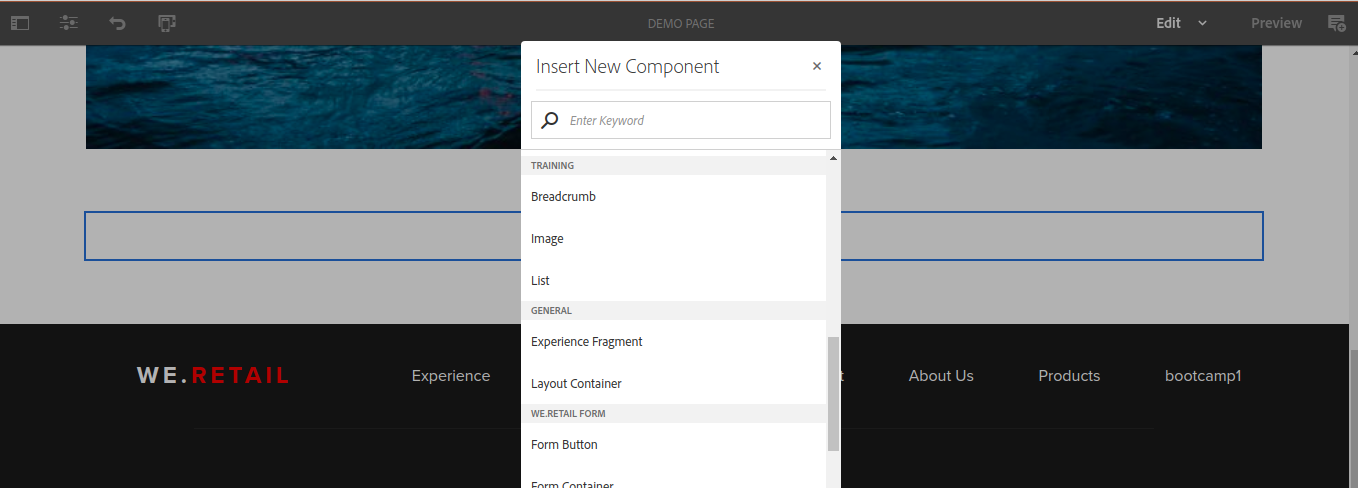 DEMO PAGE
Edit
Preview
Insert New Component
Enter Keyword
TRAINING
Breadcrumb
Image
List
GENERAL
Experience Fragment
Layout Container
WE.RETAIL FORM
Form Button
Form Container
WE.RETAIL Experience About Us Products bootcamp1